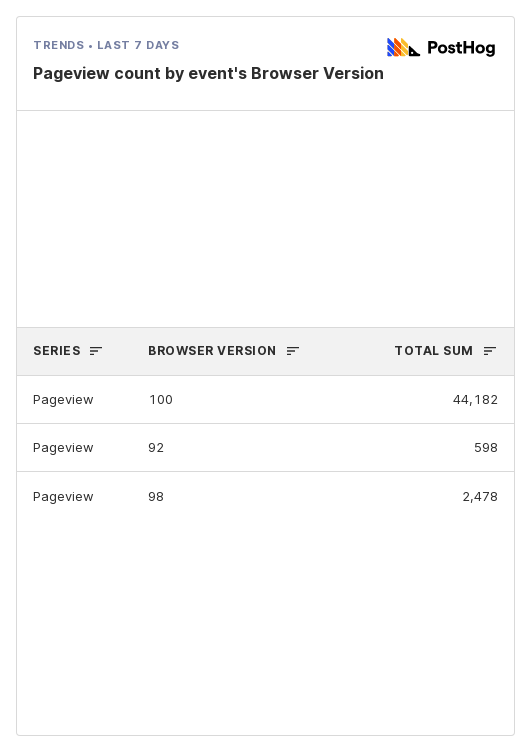 TRENDS • LAST 7 DAYS
PostHog
Pageview count by event's Browser Version
SERIES BROWSER VERSION TOTAL SUM
Pageview 100 44,182
Pageview 92 598
Pageview 98 2,478